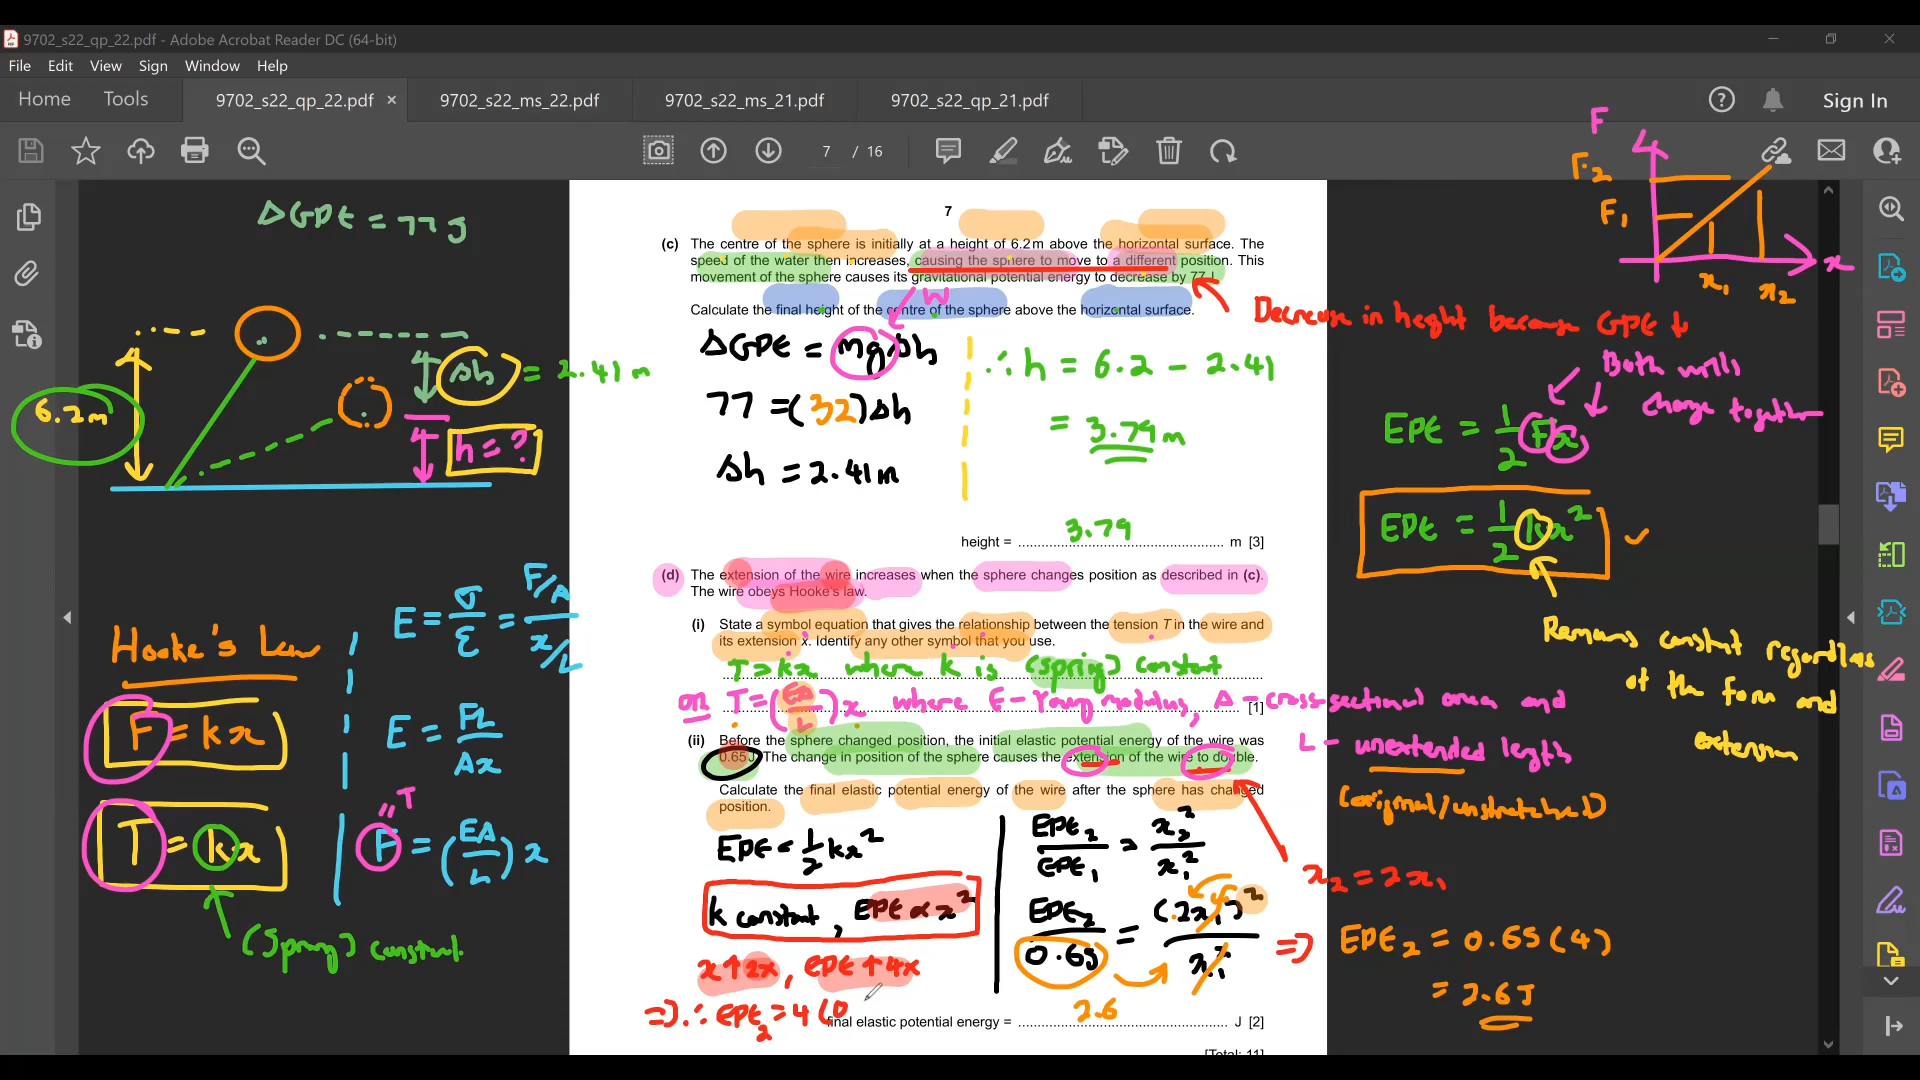 9702_s22_qp_22.pdf - Adobe Acrobat Reader DC (64-bit)
File Edit View Sign Window Help
Home Tools 9702_s22_qp_22.pdf × 9702_s22_ms_22.pdf 9702_s22_ms_21.pdf 9702_s22_qp_21.pdf Sign In
7 / 16
F
F2
F1
x
x1 x2
ΔGPE = 77J
7
(c) The centre of the sphere is initially at a height of 6.2m above the horizontal surface. The
speed of the water then increases, causing the sphere to move to a different position. This
movement of the sphere causes its gravitational potential energy to decrease by 77J.
Calculate the final height of the centre of the sphere above the horizontal surface.
W
Decrease in height because GPE ↓
ΔGPE = mgΔh
77 = (32)Δh
Δh = 2.41m
∴ h = 6.2 - 2.41
= 3.79m
6.2m
Δh = 2.41 m
h = ?
Both will
change together
EPE = 1/2 Fx
EPE = 1/2 kx²
Remains constant regardless
of the force and
extension
3.79
height = ........ m [3]
(d) The extension of the wire increases when the sphere changes position as described in (c).
The wire obeys Hooke's law.
(i) State a symbol equation that gives the relationship between the tension T in the wire and
its extension x. Identify any other symbol that you use.
T = kx where k is (spring) constant
OR T = (EA/L) x where E - Young modulus, A - cross-sectional area and
[1]
L - unextended length
(original/unstretched)
(ii) Before the sphere changed position, the initial elastic potential energy of the wire was
0.65J. The change in position of the sphere causes the extension of the wire to double.
Calculate the final elastic potential energy of the wire after the sphere has changed
position.
EPE = 1/2 kx²
k constant, EPE ∝ x²
x ↑ 2x, EPE ↑ 4x
⇒ ∴ EPE2 = 4 (0
EPE2/EPE1 = x2²/x1²
EPE2/0.65 = (2x1)²/x1²
⇒
x2 = 2x1
EPE2 = 0.65 (4)
= 2.6J
2.6
final elastic potential energy = ........ J [2]
[Total: 11]
Hooke's Law
F = kx
T = kx
(Spring) constant
E = σ/ε = F/A / x/L
E = FL/Ax
T
F = (EA/L) x